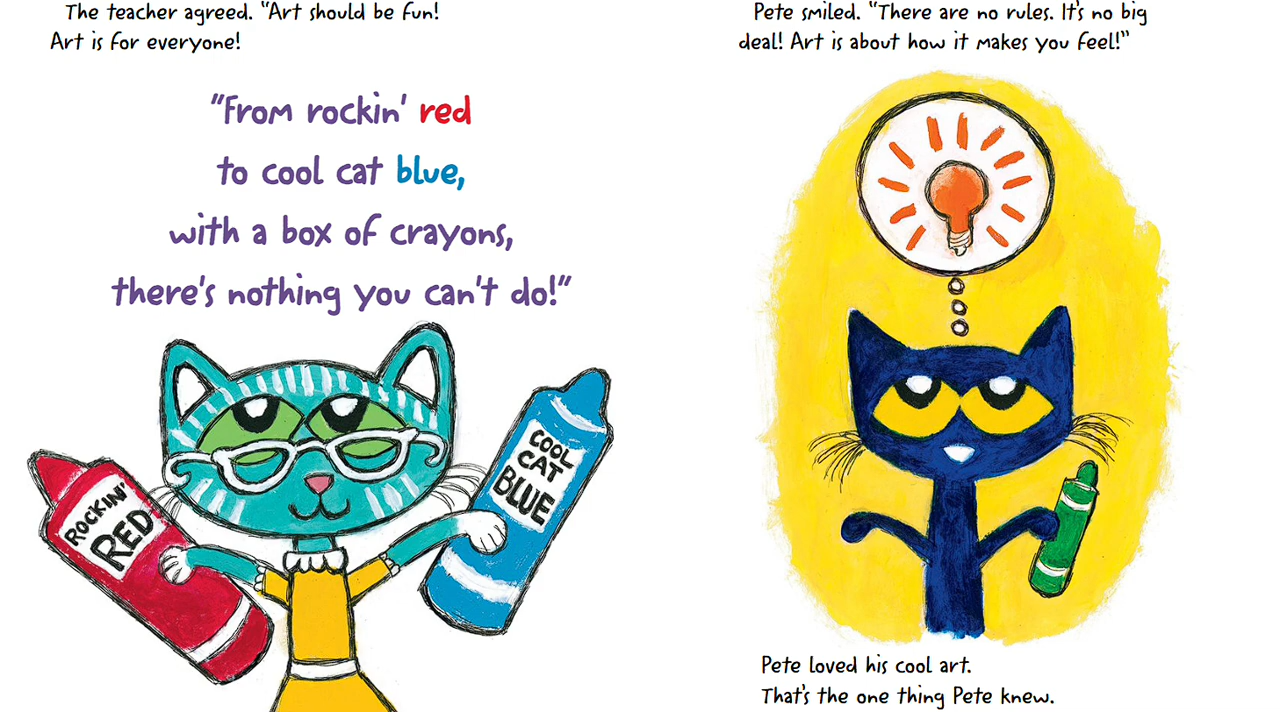 The teacher agreed. "Art should be fun!
Art is for everyone!
"From rockin' red
to cool cat blue,
with a box of crayons,
there's nothing you can't do!"
ROCKIN'
RED
COOL
CAT
BLUE
Pete smiled. "There are no rules. It's no big
deal! Art is about how it makes you feel!"
Pete loved his cool art.
That's the one thing Pete knew.